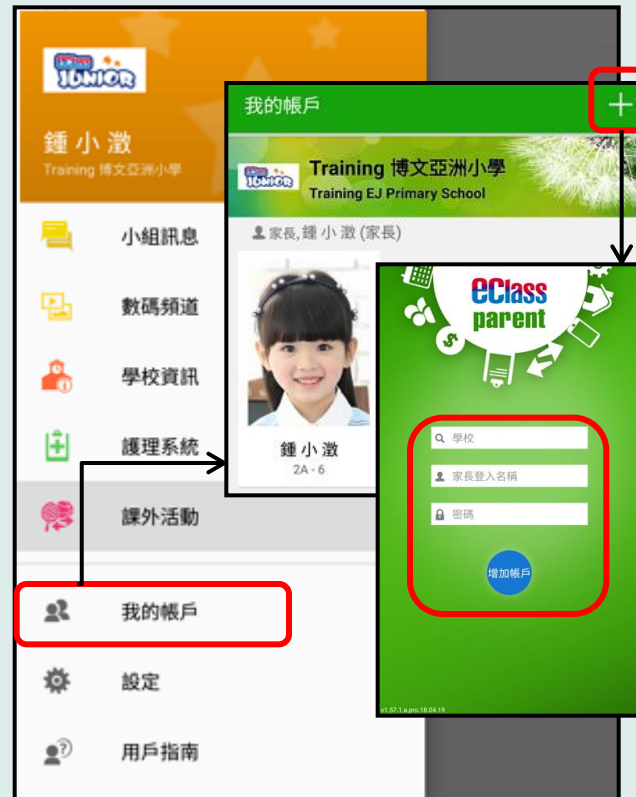 eClass
JUNIOR
鍾 小 澂
Training 博文亞洲小學
小組訊息
數碼頻道
學校資訊
護理系統
課外活動
我的帳戶
設定
用戶指南
我的帳戶
eClass
JUNIOR
Training 博文亞洲小學
Training EJ Primary School
家長,鍾 小 澂 (家長)
鍾 小 澂
2A - 6
eClass
parent
學校
家長登入名稱
密碼
增加帳戶
v1.57.1.a.pro.18.04.19